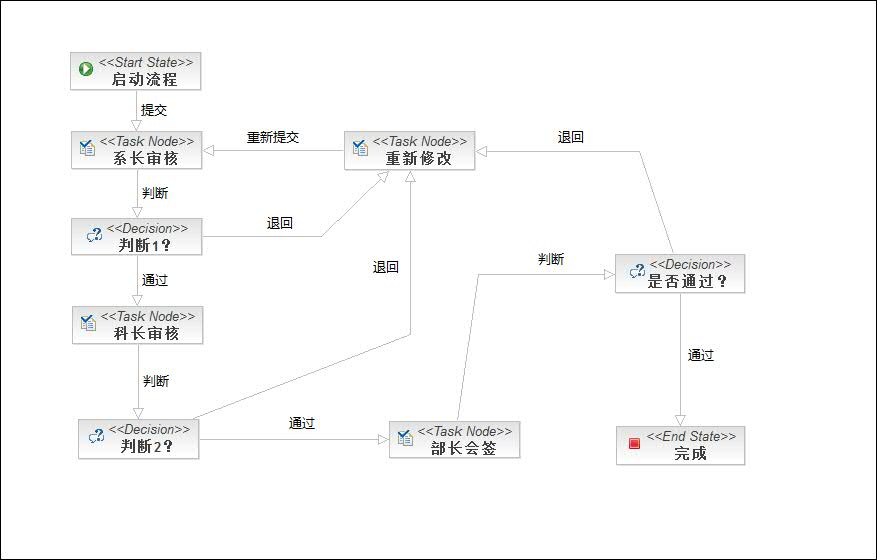 <<Start State>>
启动流程
提交
<<Task Node>>
系长审核
重新提交
<<Task Node>>
重新修改
退回
判断
<<Decision>>
判断1?
退回
通过
退回
判断
<<Decision>>
是否通过?
<<Task Node>>
科长审核
通过
判断
<<Decision>>
判断2?
通过
<<Task Node>>
部长会签
<<End State>>
完成